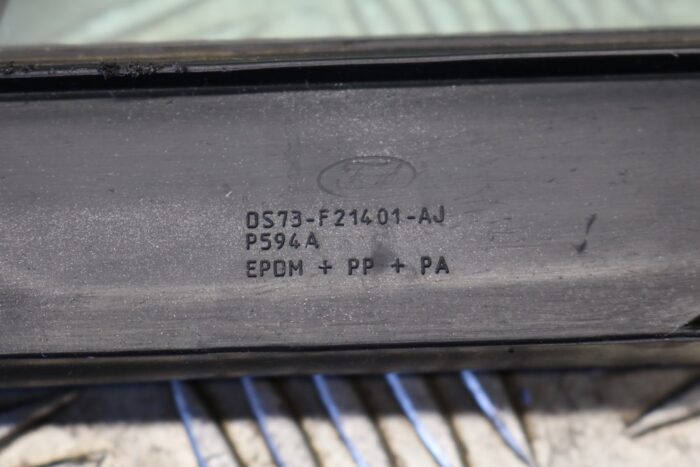 DS73-F21401-AJ
P594A
EPDM + PP + PA